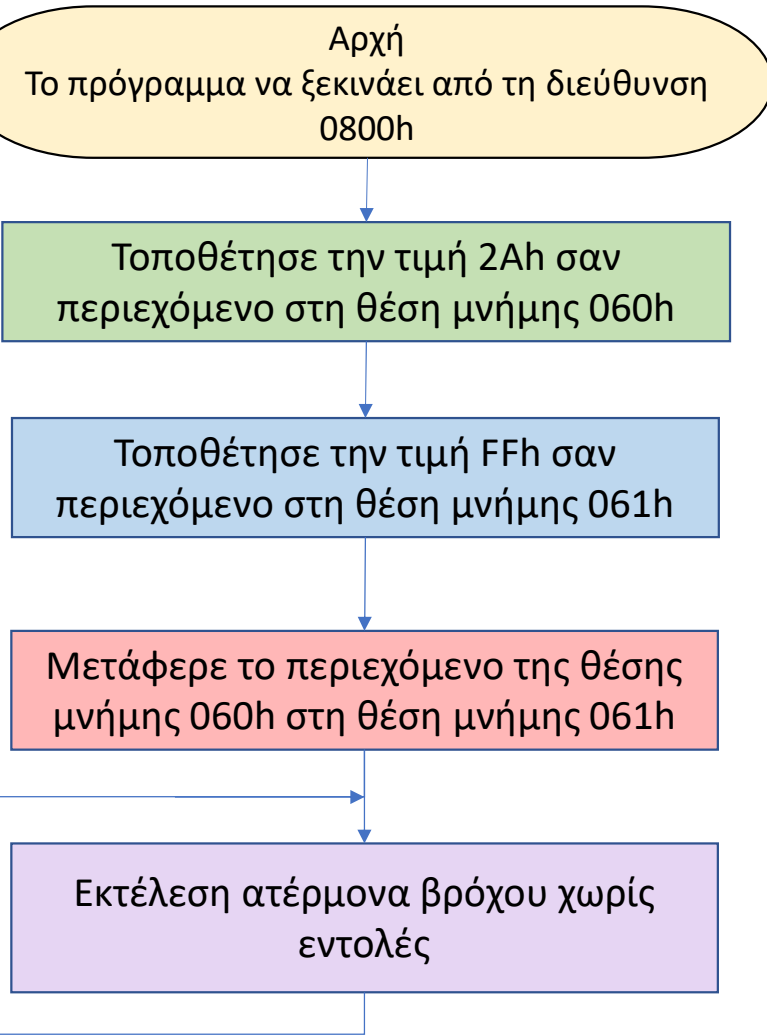 Αρχή
Το πρόγραμμα να ξεκινάει από τη διεύθυνση
0800h
Τοποθέτησε την τιμή 2Ah σαν
περιεχόμενο στη θέση μνήμης 060h
Τοποθέτησε την τιμή FFh σαν
περιεχόμενο στη θέση μνήμης 061h
Μετάφερε το περιεχόμενο της θέσης
μνήμης 060h στη θέση μνήμης 061h
Εκτέλεση ατέρμονα βρόχου χωρίς
εντολές